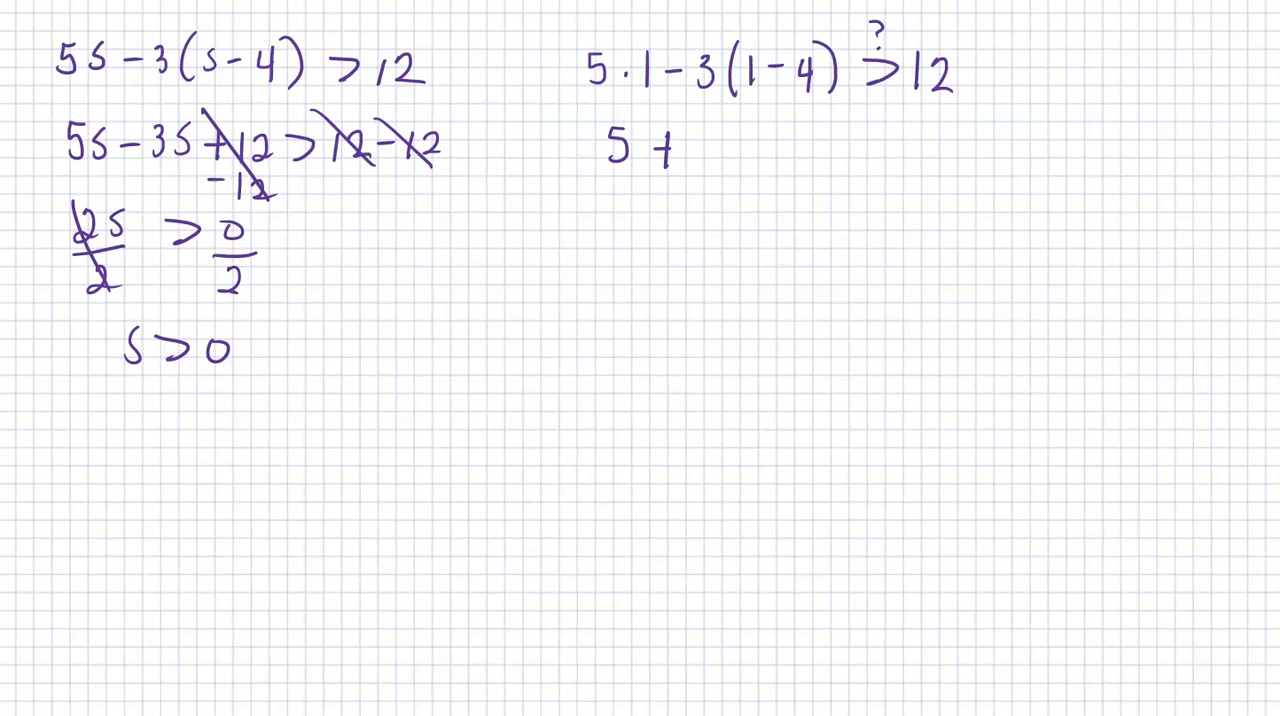 5s - 3(s - 4) > 12
5s - 3s + 12 > 12 - 12
- 12
2s > 0
2 2
s > 0
?
5 · 1 - 3(1 - 4) > 12
5 +